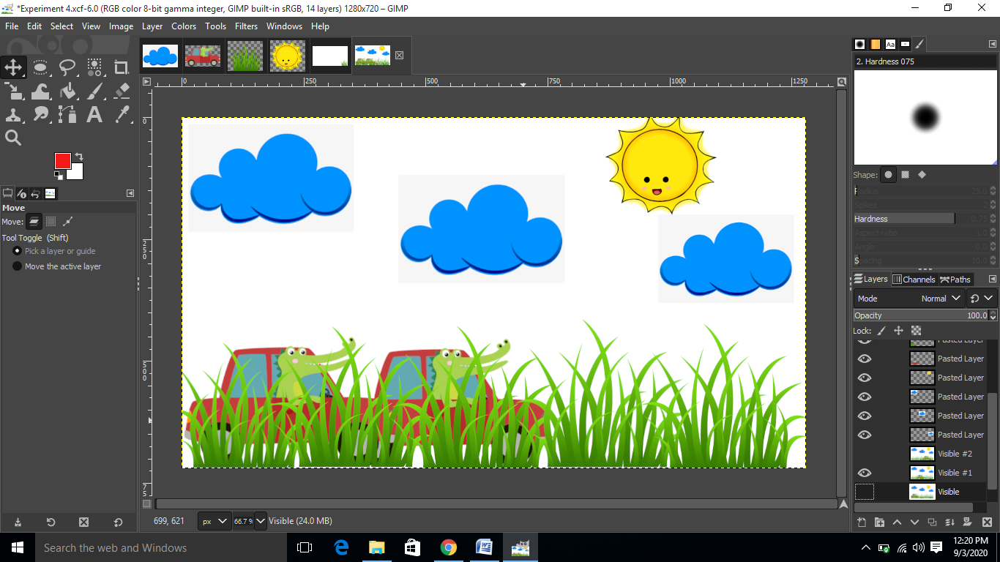 *Experiment 4.xcf-6.0 (RGB color 8-bit gamma integer, GIMP built-in sRGB, 14 layers) 1280x720 – GIMP
File Edit Select View Image Layer Colors Tools Filters Windows Help
2. Hardness 075
0 250 500 750 1000 1250
0
250
500
75
Shape:
Radius 25.0
Spikes 2
Hardness 0.75
Aspect ratio 1.0
Angle 0.0
Spacing 10.0
Move
Move:
Tool Toggle (Shift)
Pick a layer or guide
Move the active layer
Layers Channels Paths
Mode Normal
Opacity 100.0
Lock:
Pasted Layer
Pasted Layer
Pasted Layer
Pasted Layer
Pasted Layer
Pasted Layer
Visible #2
Visible #1
Visible
699, 621 px 66.7 % Visible (24.0 MB)
Search the web and Windows
12:20 PM
9/3/2020